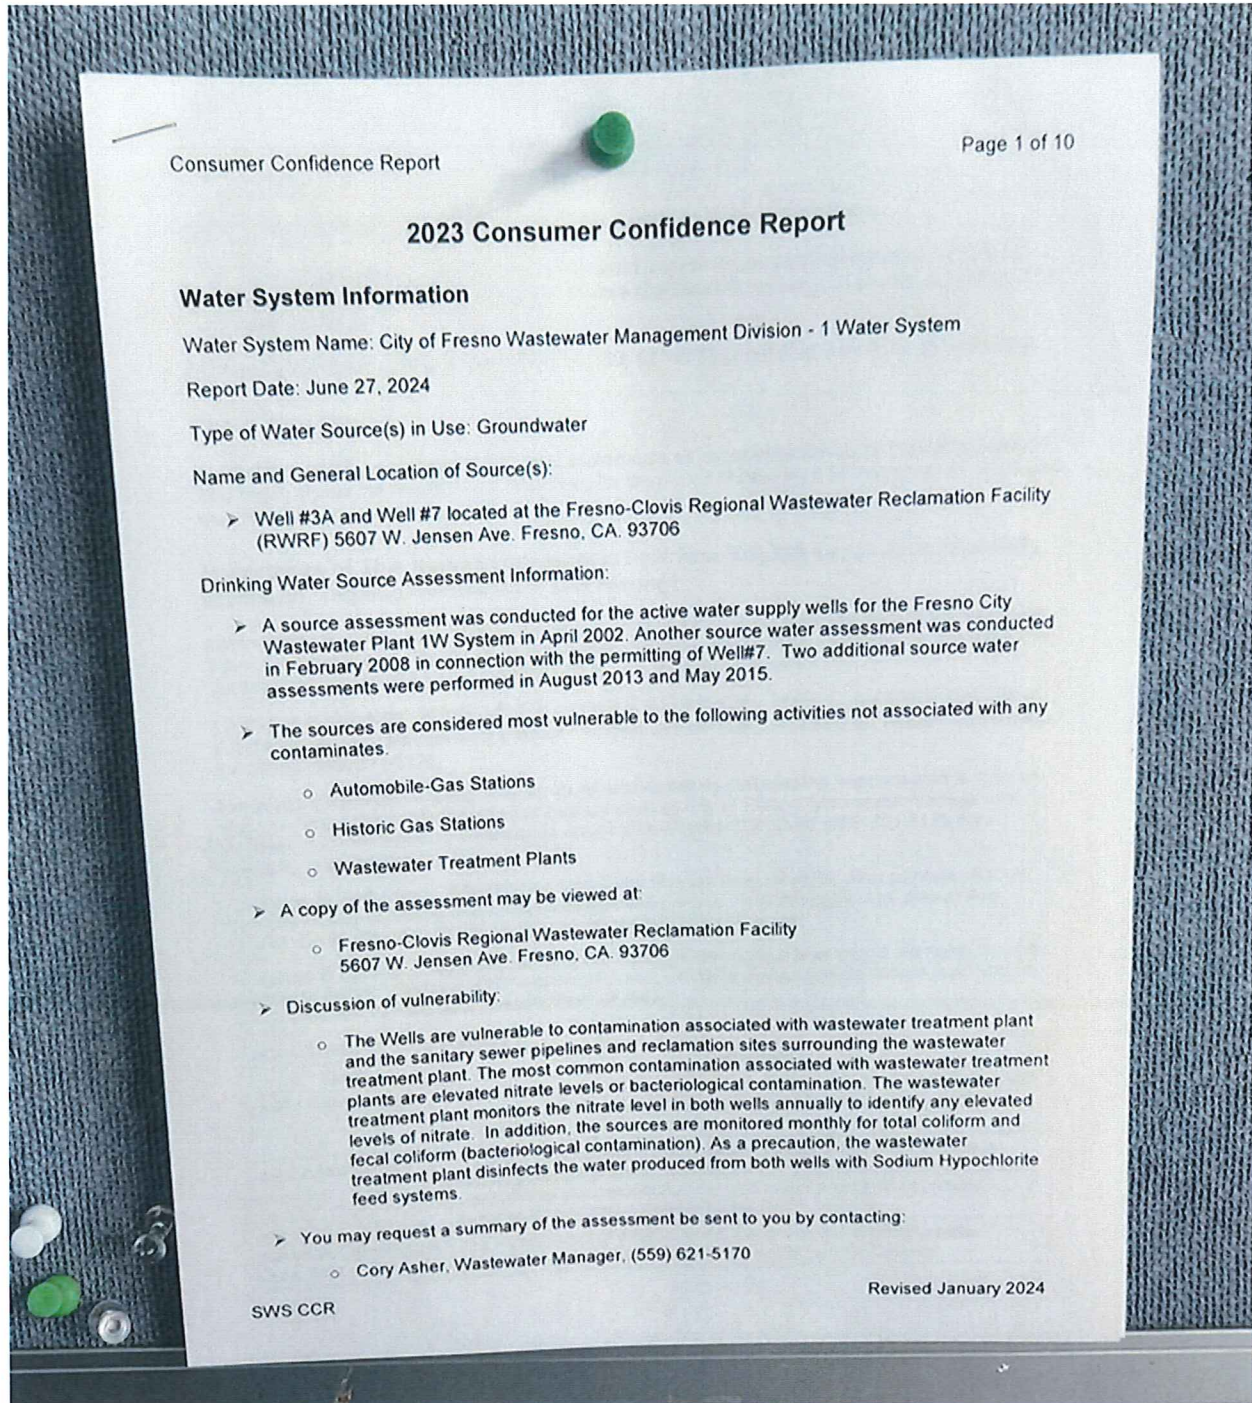 Consumer Confidence Report
Page 1 of 10
2023 Consumer Confidence Report
Water System Information
Water System Name: City of Fresno Wastewater Management Division - 1 Water System
Report Date: June 27, 2024
Type of Water Source(s) in Use: Groundwater
Name and General Location of Source(s):
➢ Well #3A and Well #7 located at the Fresno-Clovis Regional Wastewater Reclamation Facility
(RWRF) 5607 W. Jensen Ave. Fresno, CA. 93706
Drinking Water Source Assessment Information:
➢ A source assessment was conducted for the active water supply wells for the Fresno City
Wastewater Plant 1W System in April 2002. Another source water assessment was conducted
in February 2008 in connection with the permitting of Well#7. Two additional source water
assessments were performed in August 2013 and May 2015.
➢ The sources are considered most vulnerable to the following activities not associated with any
contaminates.
o Automobile-Gas Stations
o Historic Gas Stations
o Wastewater Treatment Plants
➢ A copy of the assessment may be viewed at:
o Fresno-Clovis Regional Wastewater Reclamation Facility
5607 W. Jensen Ave. Fresno, CA. 93706
➢ Discussion of vulnerability:
o The Wells are vulnerable to contamination associated with wastewater treatment plant
and the sanitary sewer pipelines and reclamation sites surrounding the wastewater
treatment plant. The most common contamination associated with wastewater treatment
plants are elevated nitrate levels or bacteriological contamination. The wastewater
treatment plant monitors the nitrate level in both wells annually to identify any elevated
levels of nitrate. In addition, the sources are monitored monthly for total coliform and
fecal coliform (bacteriological contamination). As a precaution, the wastewater
treatment plant disinfects the water produced from both wells with Sodium Hypochlorite
feed systems.
➢ You may request a summary of the assessment be sent to you by contacting:
o Cory Asher, Wastewater Manager, (559) 621-5170
SWS CCR
Revised January 2024